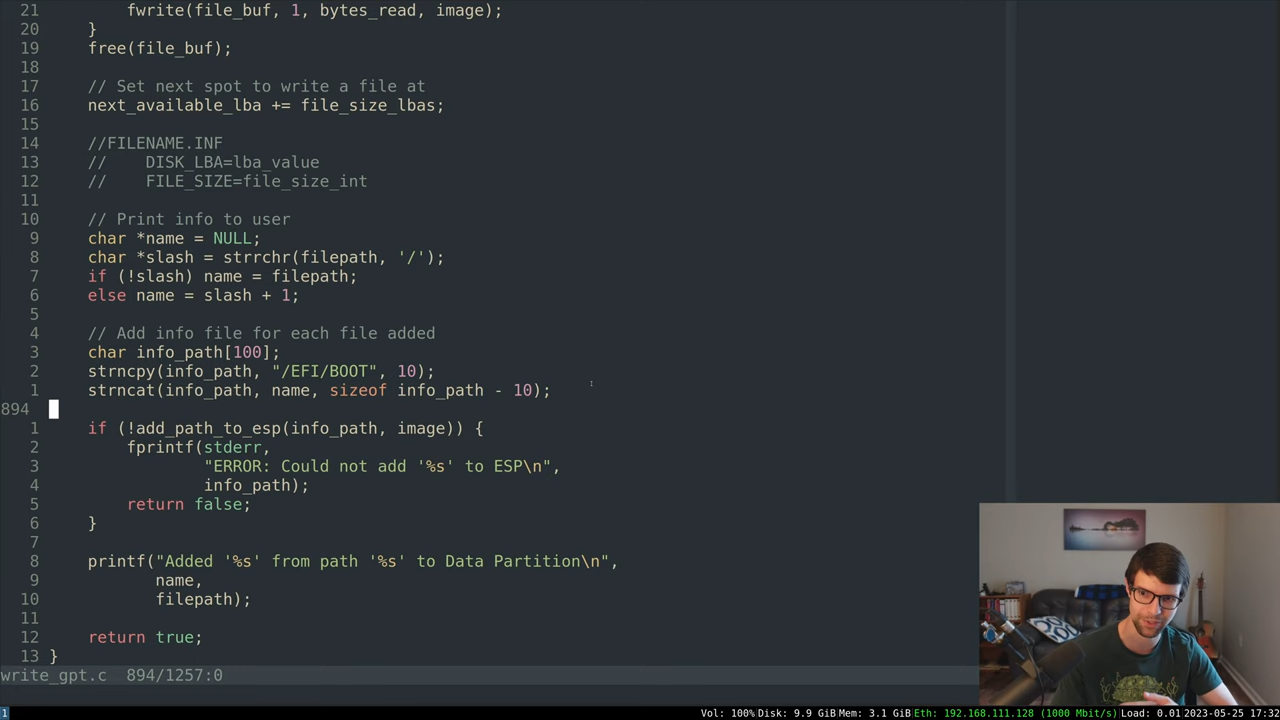 21         fwrite(file_buf, 1, bytes_read, image);
20     }
19     free(file_buf);
18
17     // Set next spot to write a file at
16     next_available_lba += file_size_lbas;
15
14     //FILENAME.INF
13     //    DISK_LBA=lba_value
12     //    FILE_SIZE=file_size_int
11
10     // Print info to user
9     char *name = NULL;
8     char *slash = strrchr(filepath, '/');
7     if (!slash) name = filepath;
6     else name = slash + 1;
5
4     // Add info file for each file added
3     char info_path[100];
2     strncpy(info_path, "/EFI/BOOT", 10);
1     strncat(info_path, name, sizeof info_path - 10);
894
1     if (!add_path_to_esp(info_path, image)) {
2         fprintf(stderr,
3                 "ERROR: Could not add '%s' to ESP\n",
4                 info_path);
5         return false;
6     }
7
8     printf("Added '%s' from path '%s' to Data Partition\n",
9            name,
10            filepath);
11
12     return true;
13 }
write_gpt.c  894/1257:0
1 Vol: 100% Disk: 9.9 GiB Mem: 3.1 GiB Eth: 192.168.111.128 (1000 Mbit/s) Load: 0.01 2023-05-25 17:32